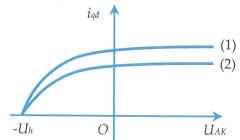 i_qđ
(1)
(2)
-U_h
O
U_AK